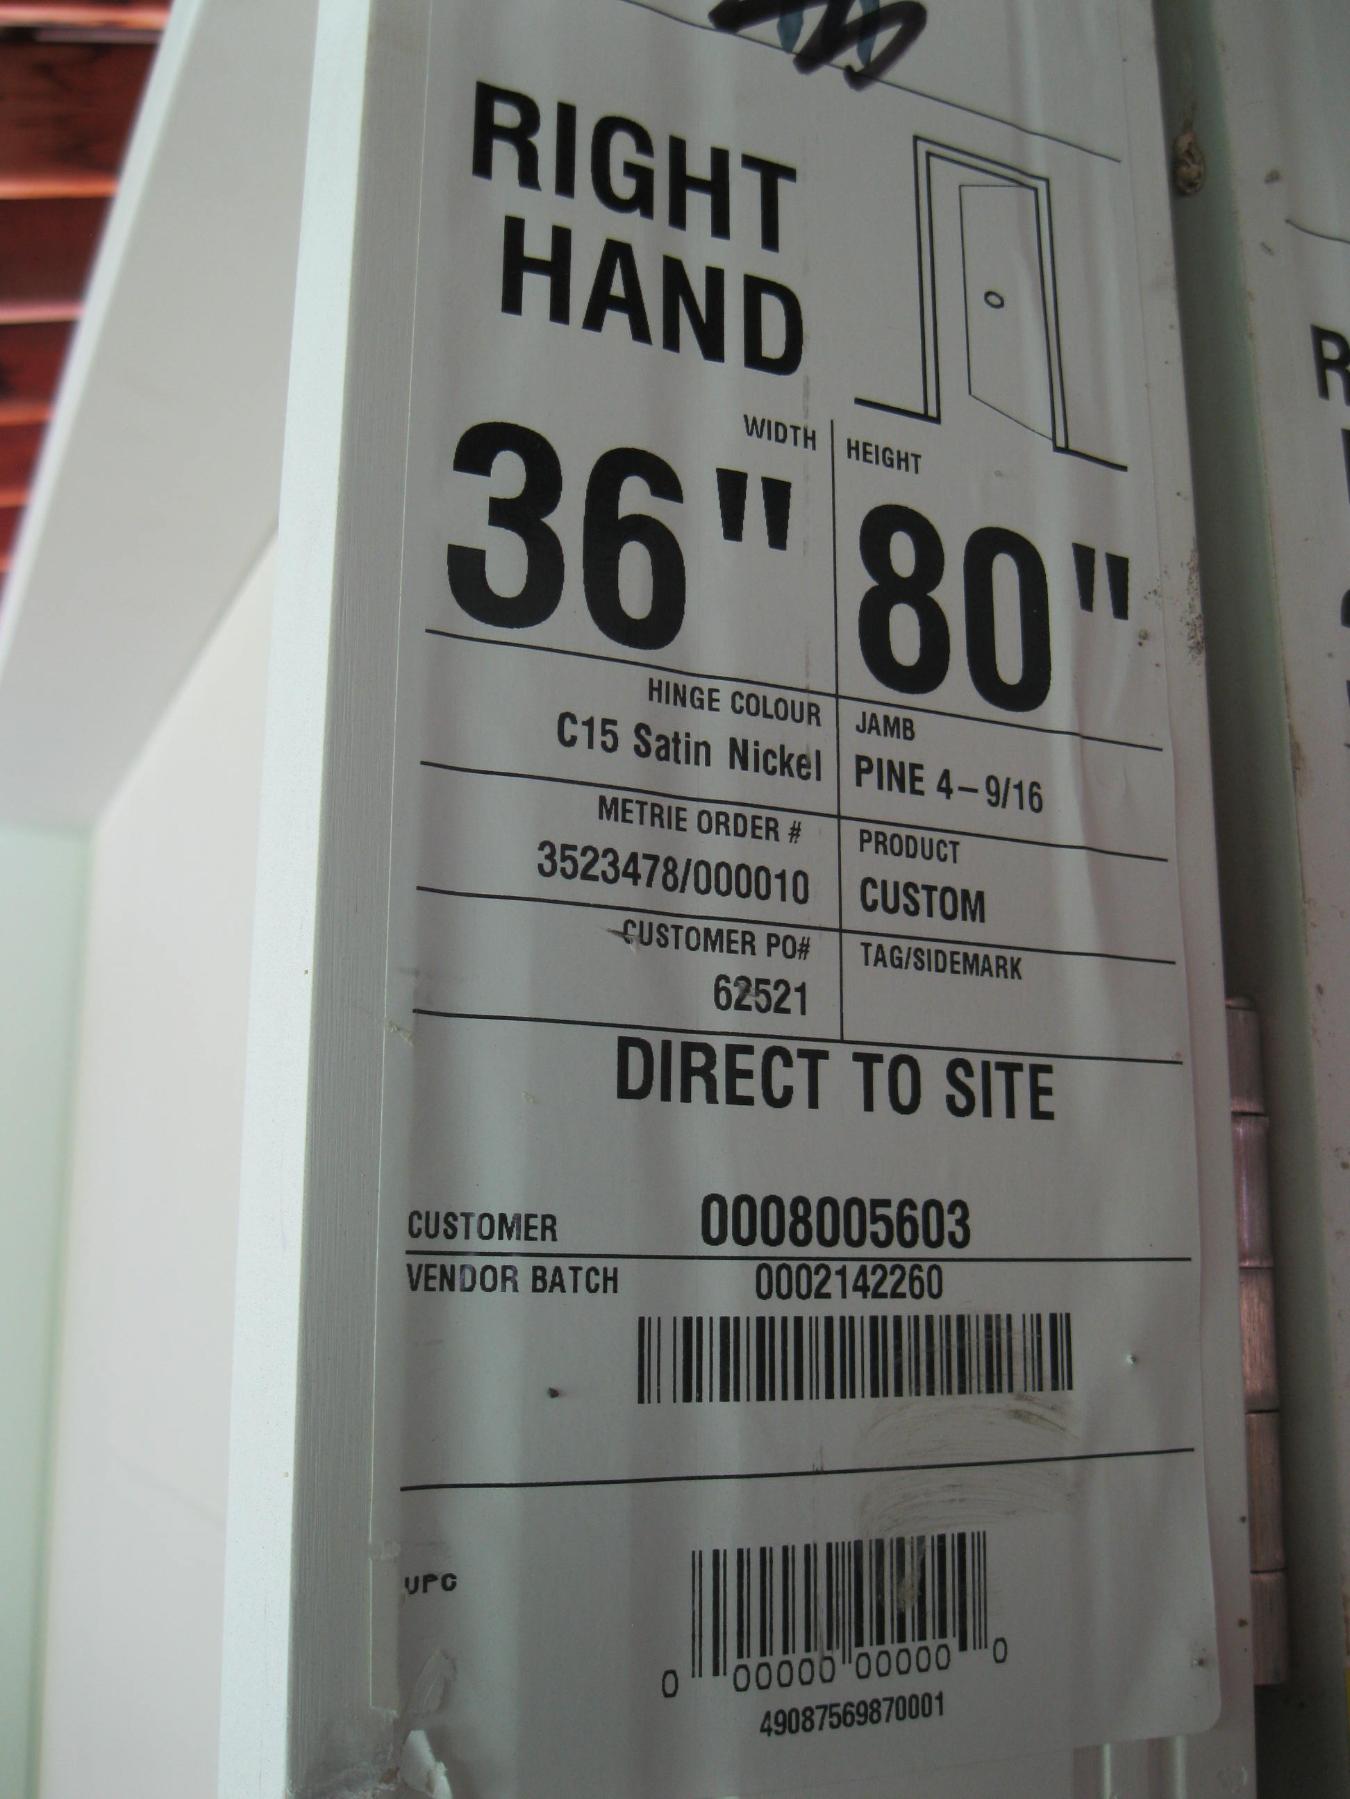 RIGHT
HAND
WIDTH
HEIGHT
36"
80"
HINGE COLOUR
JAMB
C15 Satin Nickel
PINE 4-9/16
METRIE ORDER #
PRODUCT
3523478/000010
CUSTOM
CUSTOMER PO#
TAG/SIDEMARK
62521
DIRECT TO SITE
CUSTOMER 0008005603
VENDOR BATCH 0002142260
UPC
0 00000 00000 0
49087569870001
R